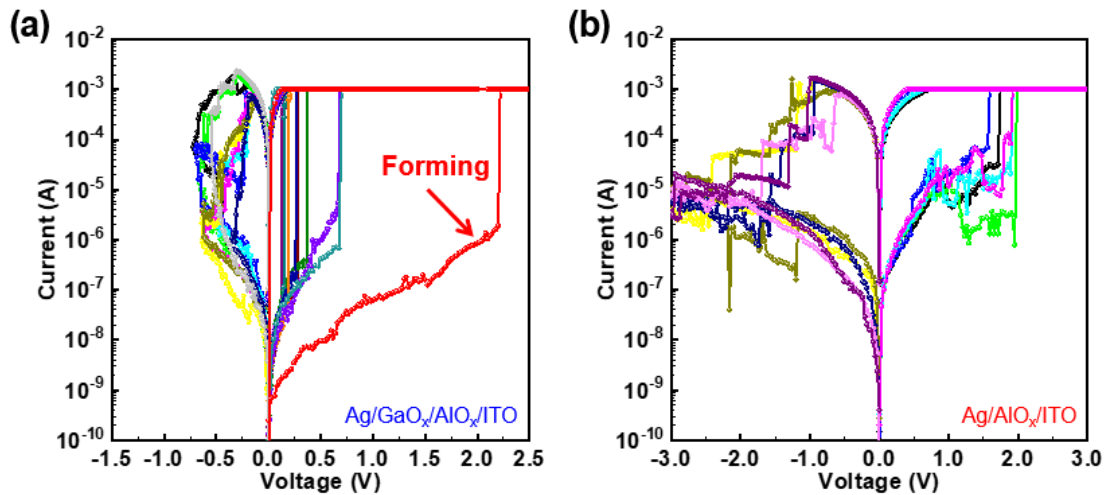 (a)
10-2
10-3
10-4
10-5
10-6
10-7
10-8
10-9
10-10
Current (A)
Forming
Ag/GaOx/AlOx/ITO
-1.5 -1.0 -0.5 0.0 0.5 1.0 1.5 2.0 2.5
Voltage (V)
(b)
10-2
10-3
10-4
10-5
10-6
10-7
10-8
10-9
10-10
Current (A)
Ag/AlOx/ITO
-3.0 -2.0 -1.0 0.0 1.0 2.0 3.0
Voltage (V)